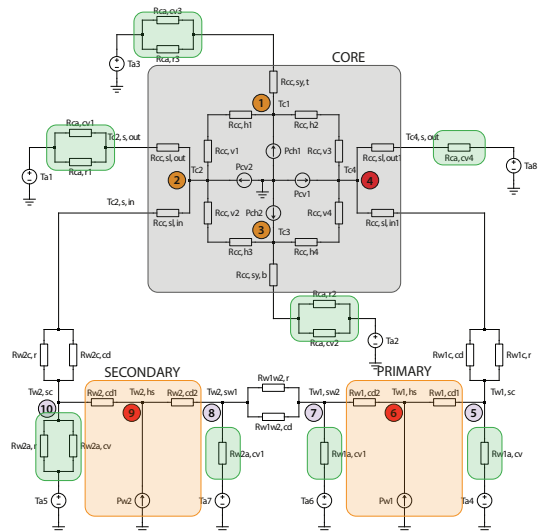 Rca, cv3
Rca, r3
Ta3
CORE
Rcc, sy, t
1
Tc1
Rcc, h1
Rcc, h2
Rca, cv1
Rca, r1
Ta1
Tc2, s, out
Rcc, sl, out
Rcc, v1
Pch1
Rcc, v3
Tc4, s, out
Rcc, sl, out1
Rca, cv4
Ta8
Tc2
2
Pcv2
Pcv1
Tc4
4
Tc2, s, in
Rcc, sl, in
Rcc, v2
Pch2
3
Tc3
Rcc, v4
Rcc, sl, in1
Rcc, h3
Rcc, h4
Rcc, sy, b
Rca, r2
Rca, cv2
Ta2
Rw2c, r
Rw2c, cd
Rw1c, cd
Rw1c, r
SECONDARY
PRIMARY
Tw2, sc
10
Rw2, cd1
Tw2, hs
9
Rw2, cd2
Tw2, sw1
8
Rw1w2, r
Rw1w2, cd
Tw1, sw2
7
Rw1, cd2
Tw1, hs
6
Rw1, cd1
Tw1, sc
5
Rw2a, r
Rw2a, cv
Rw2a, cv1
Rw1a, cv1
Rw1a, cv
Ta5
Pw2
Ta7
Ta6
Pw1
Ta4